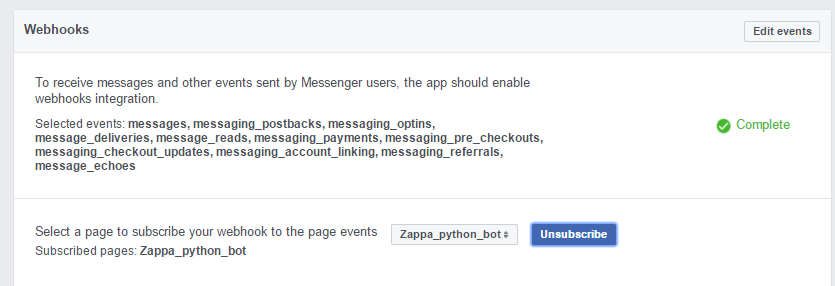 Webhooks
Edit events
To receive messages and other events sent by Messenger users, the app should enable
webhooks integration.
Selected events: messages, messaging_postbacks, messaging_optins,
message_deliveries, message_reads, messaging_payments, messaging_pre_checkouts,
messaging_checkout_updates, messaging_account_linking, messaging_referrals,
message_echoes
Complete
Select a page to subscribe your webhook to the page events
Zappa_python_bot
Unsubscribe
Subscribed pages: Zappa_python_bot